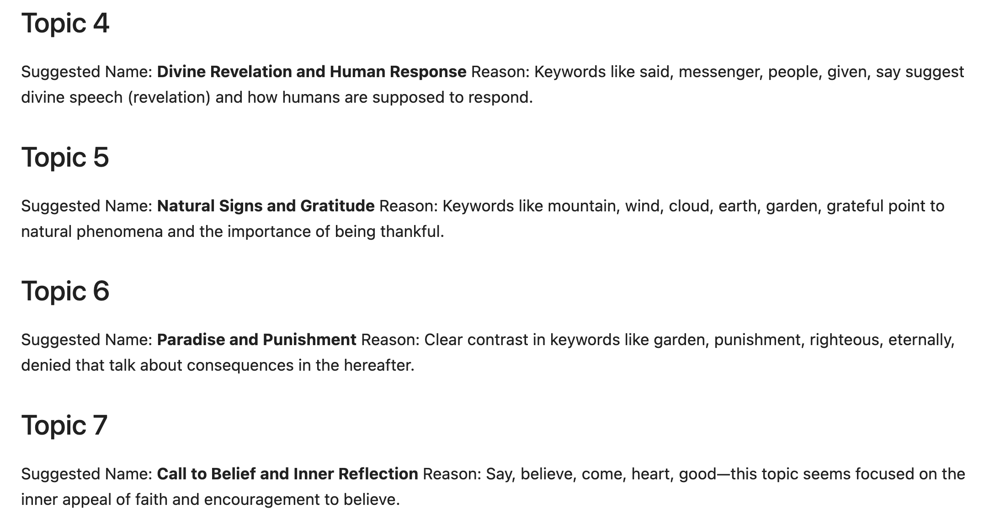 Topic 4
Suggested Name: Divine Revelation and Human Response Reason: Keywords like said, messenger, people, given, say suggest
divine speech (revelation) and how humans are supposed to respond.
Topic 5
Suggested Name: Natural Signs and Gratitude Reason: Keywords like mountain, wind, cloud, earth, garden, grateful point to
natural phenomena and the importance of being thankful.
Topic 6
Suggested Name: Paradise and Punishment Reason: Clear contrast in keywords like garden, punishment, righteous, eternally,
denied that talk about consequences in the hereafter.
Topic 7
Suggested Name: Call to Belief and Inner Reflection Reason: Say, believe, come, heart, good—this topic seems focused on the
inner appeal of faith and encouragement to believe.